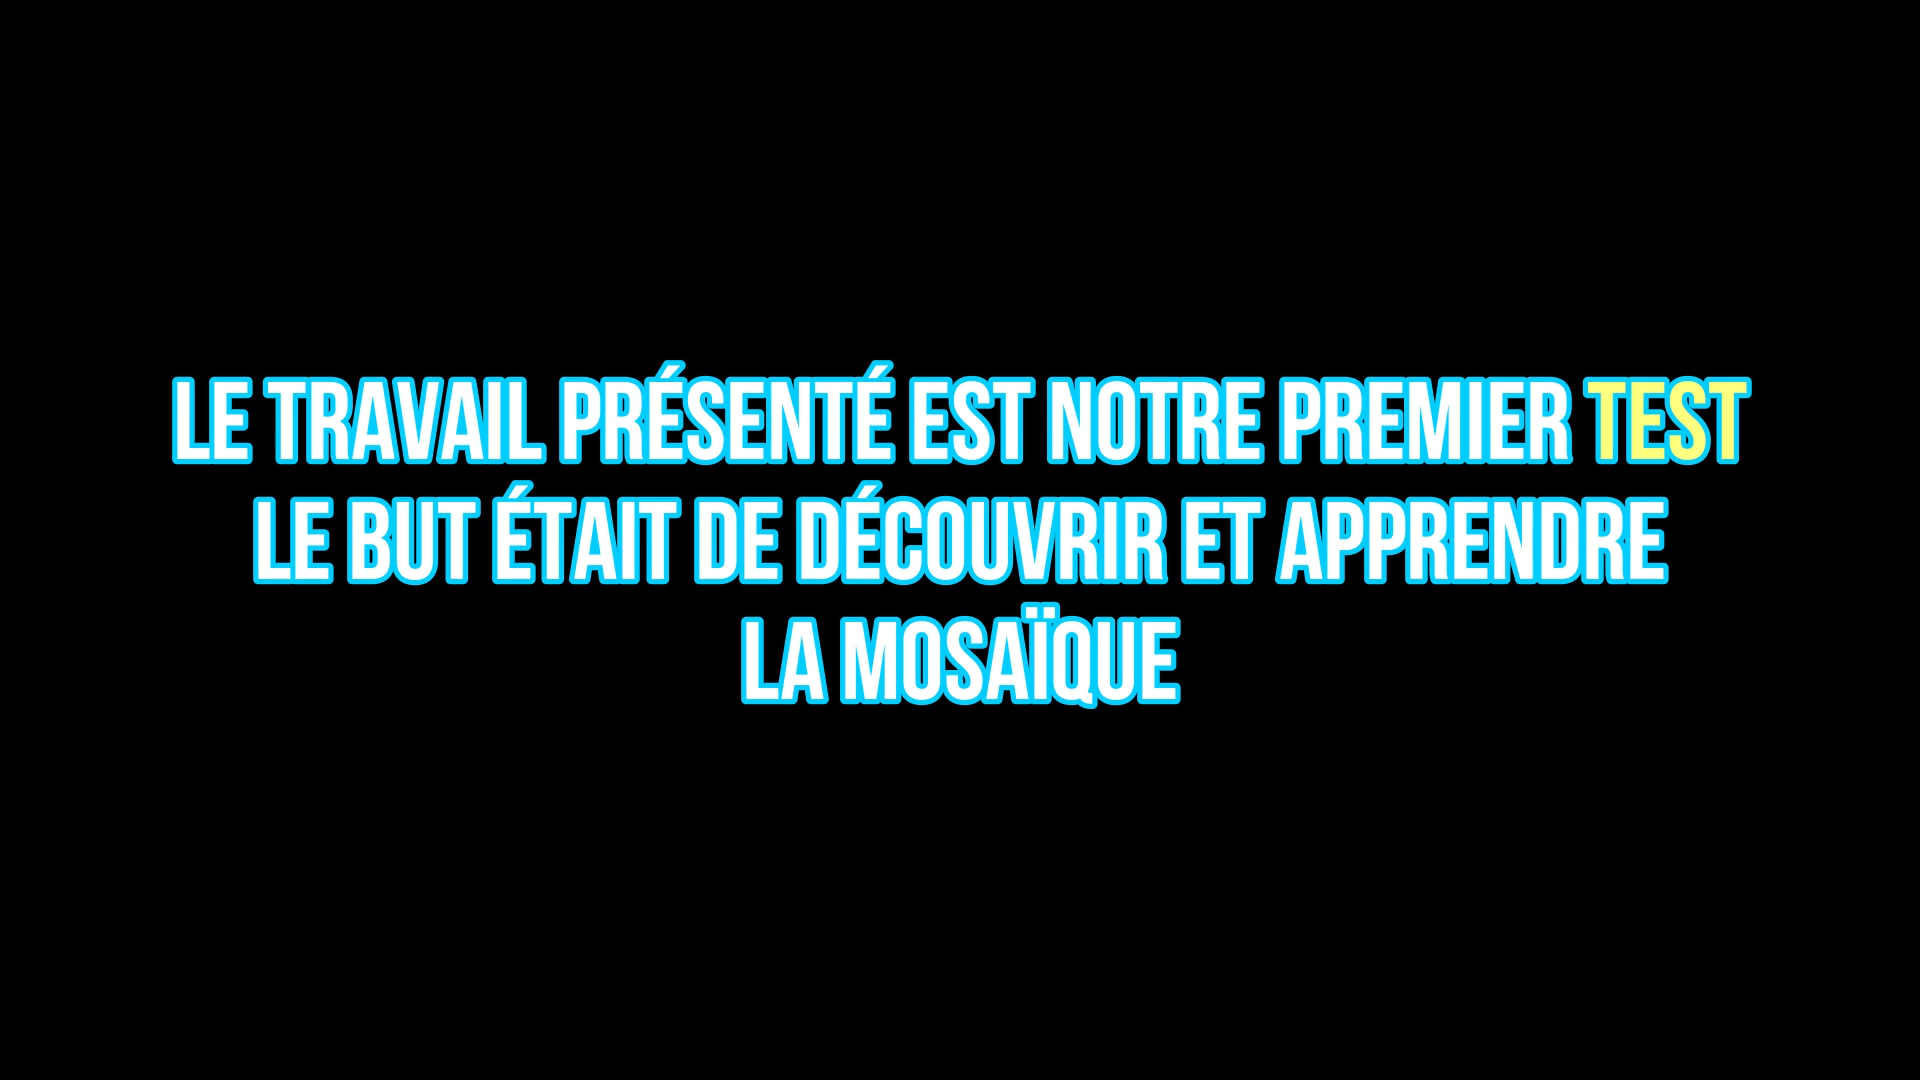 LE TRAVAIL PRÉSENTÉ EST NOTRE PREMIER TEST
LE BUT ÉTAIT DE DÉCOUVRIR ET APPRENDRE
LA MOSAÏQUE